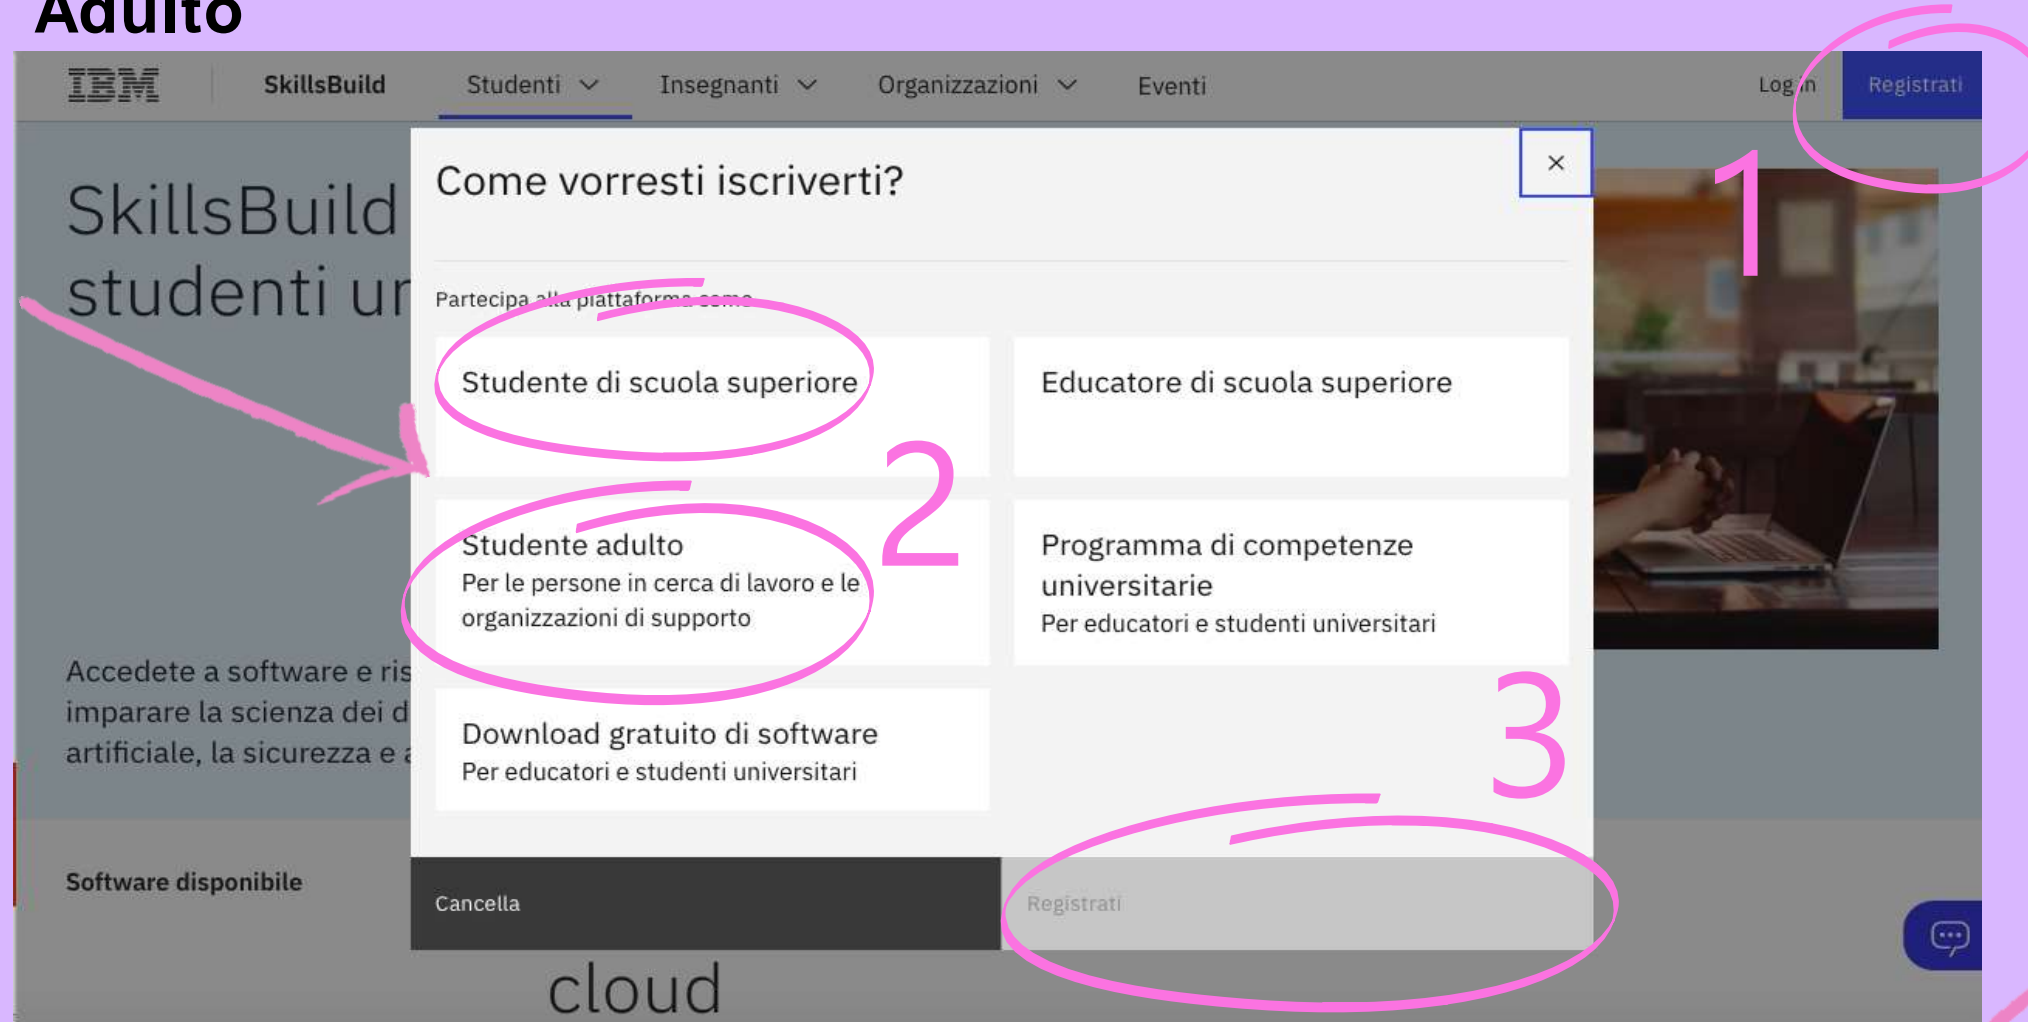 Adulto
IBM SkillsBuild Studenti Insegnanti Organizzazioni Eventi Log in Registrati
1
Come vorresti iscriverti?
SkillsBuild
studenti
Partecipa alla piattaforma come
Studente di scuola superiore
Educatore di scuola superiore
2
Studente adulto
Per le persone in cerca di lavoro e le
organizzazioni di supporto
Programma di competenze
universitarie
Per educatori e studenti universitari
Accedete a software e ris
imparare la scienza dei d
artificiale, la sicurezza e a
3
Download gratuito di software
Per educatori e studenti universitari
Software disponibile
Cancella
Registrati
cloud